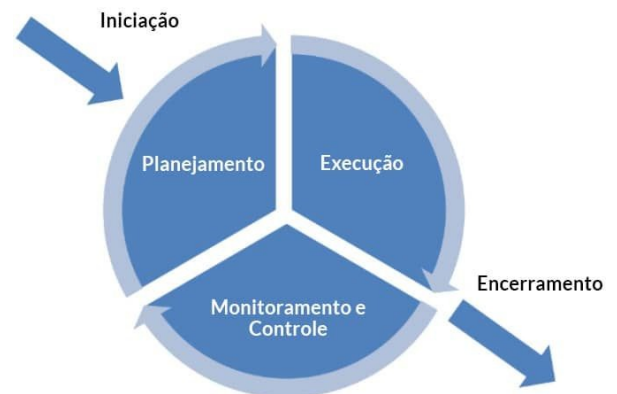 Iniciação
Planejamento
Execução
Encerramento
Monitoramento e
Controle